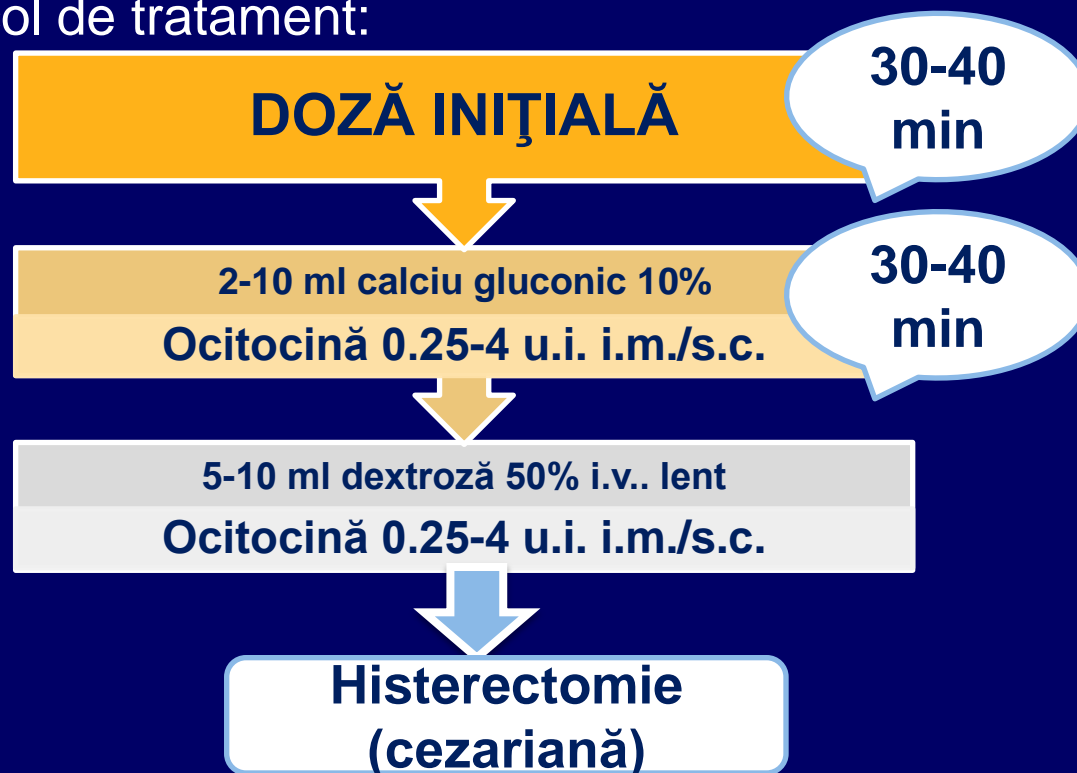 ol de tratament:
DOZĂ INIŢIALĂ
30-40
min
2-10 ml calciu gluconic 10%
Ocitocină 0.25-4 u.i. i.m./s.c.
30-40
min
5-10 ml dextroză 50% i.v.. lent
Ocitocină 0.25-4 u.i. i.m./s.c.
Histerectomie
(cezariană)